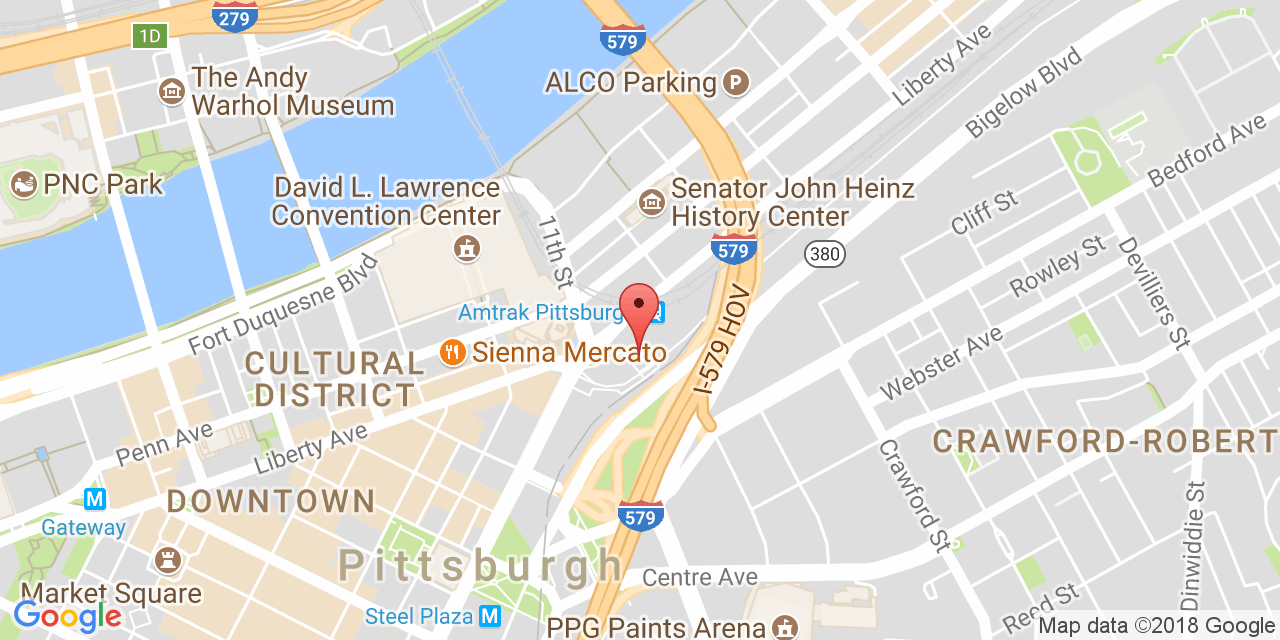 279
1D
579
Liberty Ave
The Andy
Warhol Museum
ALCO Parking
P
Bigelow Blvd
Bedford Ave
PNC Park
David L. Lawrence
Convention Center
Senator John Heinz
History Center
11th St
Cliff St
579
380
Rowley St
Devilliers St
Fort Duquesne Blvd
Amtrak Pittsburg
I-579 HOV
Sienna Mercato
CULTURAL
DISTRICT
Webster Ave
Penn Ave
Liberty Ave
CRAWFORD-ROBERT
Crawford St
DOWNTOWN
M
Gateway
579
Dinwiddie St
Pittsburgh
Centre Ave
Market Square
Reed St
Google
Steel Plaza M
PPG Paints Arena
Map data ©2018 Google